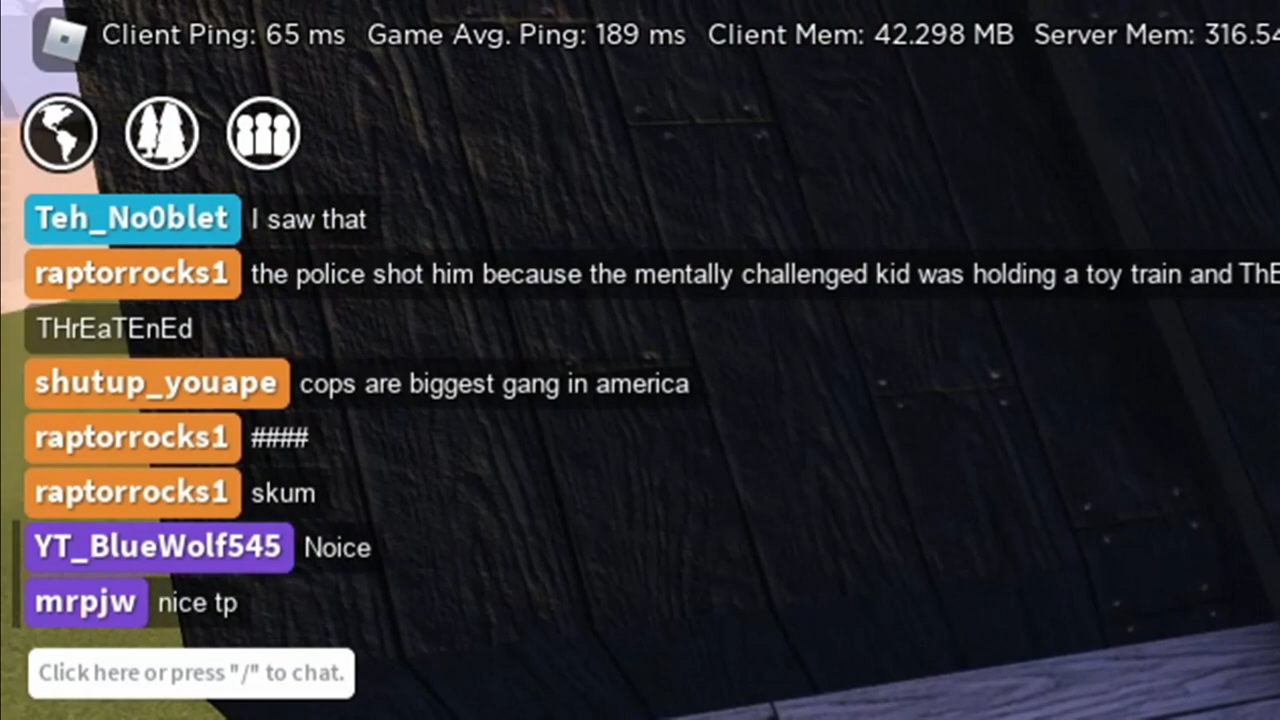 Client Ping: 65 ms Game Avg. Ping: 189 ms Client Mem: 42.298 MB Server Mem: 316.54
Teh_No0blet I saw that
raptorrocks1 the police shot him because the mentally challenged kid was holding a toy train and ThE
THrEaTEnEd
shutup_youape cops are biggest gang in america
raptorrocks1 ####
raptorrocks1 skum
YT_BlueWolf545 Noice
mrpjw nice tp
Click here or press "/" to chat.